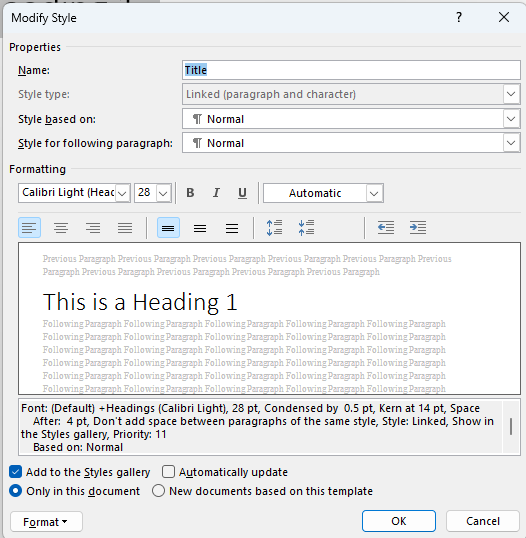 Modify Style ? ×
Properties
Name: Title
Style type: Linked (paragraph and character)
Style based on: ¶ Normal
Style for following paragraph: ¶ Normal
Formatting
Calibri Light (Head 28 B I U Automatic
Previous Paragraph Previous Paragraph Previous Paragraph Previous Paragraph Previous
Paragraph Previous Paragraph Previous Paragraph Previous Paragraph Previous Paragraph
This is a Heading 1
Following Paragraph Following Paragraph Following Paragraph Following Paragraph Following Paragraph
Following Paragraph Following Paragraph Following Paragraph Following Paragraph Following Paragraph
Following Paragraph Following Paragraph Following Paragraph Following Paragraph Following Paragraph
Following Paragraph Following Paragraph Following Paragraph Following Paragraph Following Paragraph
Following Paragraph Following Paragraph Following Paragraph Following Paragraph Following Paragraph
Following Paragraph Following Paragraph Following Paragraph Following Paragraph Following Paragraph
Font: (Default) +Headings (Calibri Light), 28 pt, Condensed by 0.5 pt, Kern at 14 pt, Space
After: 4 pt, Don't add space between paragraphs of the same style, Style: Linked, Show in
the Styles gallery, Priority: 11
Based on: Normal
Add to the Styles gallery Automatically update
Only in this document New documents based on this template
Format OK Cancel